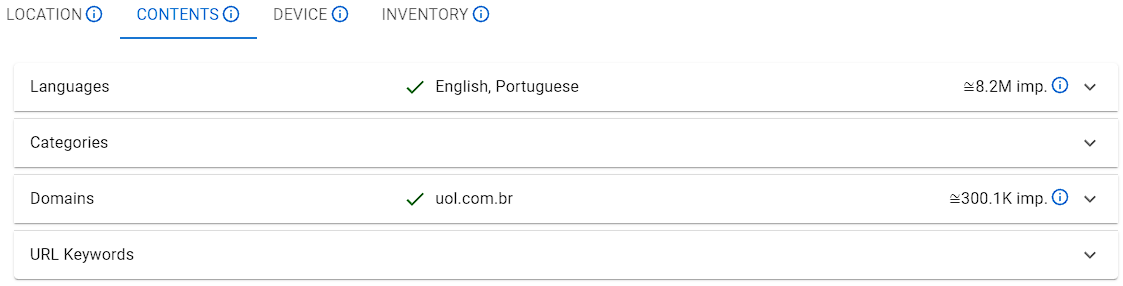 LOCATION CONTENTS DEVICE INVENTORY
Languages English, Portuguese ≅8.2M imp.
Categories
Domains uol.com.br ≅300.1K imp.
URL Keywords